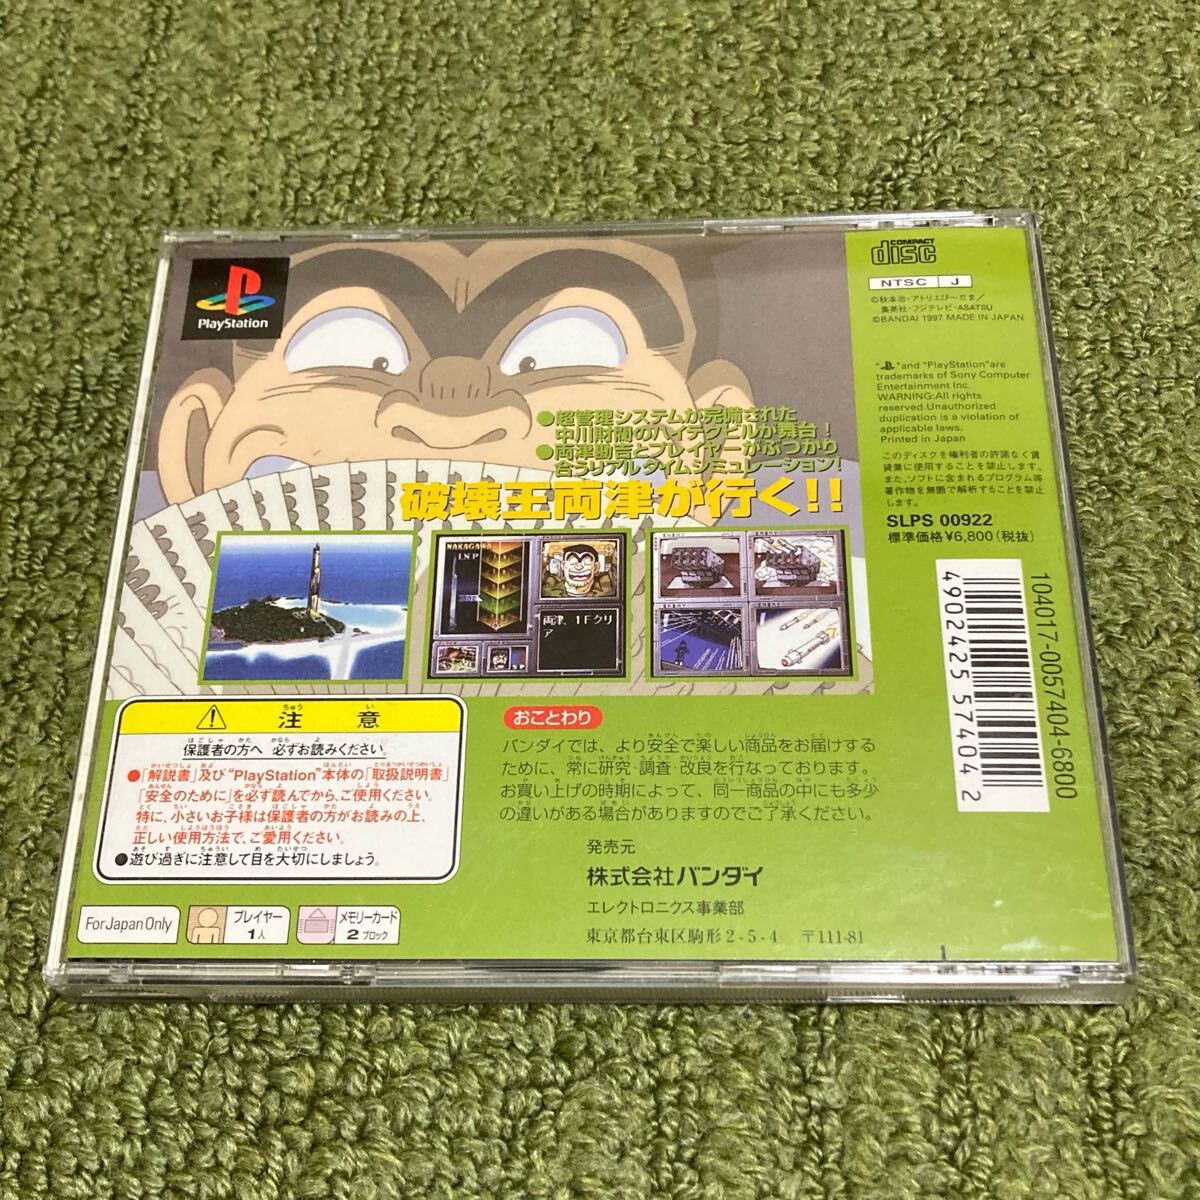 PlayStation
●超管理システムが完備された
中川財閥のハイテクビルが舞台！
●両津勘吉とプレイヤーがぶつかり
合うリアルタイムシミュレーション！
破壊王両津が行く！！
NAKAGAWA
I.N.P
両津、1Fクリ
ア
COMPACT
disc
NTSC J
©秋本治・アトリエびーだま／
集英社・フジテレビ・ASATSU
©BANDAI 1997 MADE IN JAPAN
"PS" and "PlayStation"are
trademarks of Sony Computer
Entertainment Inc.
WARNING:All rights
reserved.Unauthorized
duplication is a violation of
applicable laws.
Printed in Japan
このディスクを権利者の許諾なく賃
貸業に使用することを禁止します。
また、ソフトに含まれるプログラム等
著作物を無断で解析することを禁止
します。
SLPS 00922
標準価格¥6,800(税抜)
4902425 574042
104017-0057404-6800
⚠ 注意
保護者の方へ 必ずお読みください。
●「解説書」及び"PlayStation"本体の「取扱説明書」
「安全のために」を必ず読んでから、ご使用ください。
特に、小さいお子様は保護者の方がお読みの上、
正しい使用方法で、ご愛用ください。
●遊び過ぎに注意して目を大切にしましょう。
おことわり
バンダイでは、より安全で楽しい商品をお届けする
ために、常に研究・調査・改良を行なっております。
お買い上げの時期によって、同一商品の中にも多少
の違いがある場合がありますのでご了承ください。
発売元
株式会社バンダイ
エレクトロニクス事業部
東京都台東区駒形2-5-4 〒111-81
For Japan Only
プレイヤー
1人
メモリーカード
2ブロック